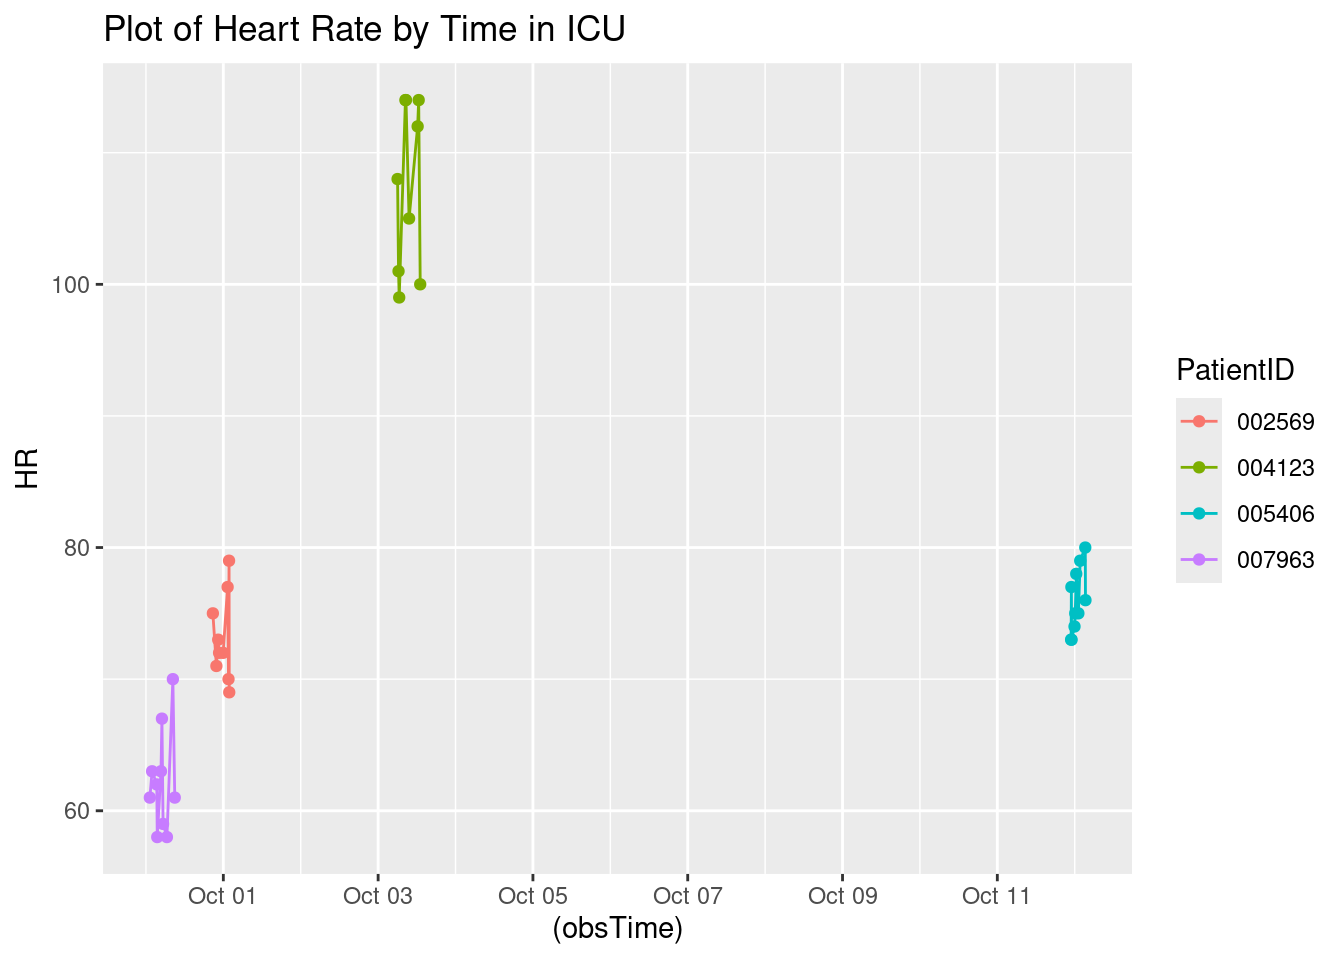 Plot of Heart Rate by Time in ICU
HR
100
80
60
Oct 01 Oct 03 Oct 05 Oct 07 Oct 09 Oct 11
(obsTime)
PatientID
002569
004123
005406
007963